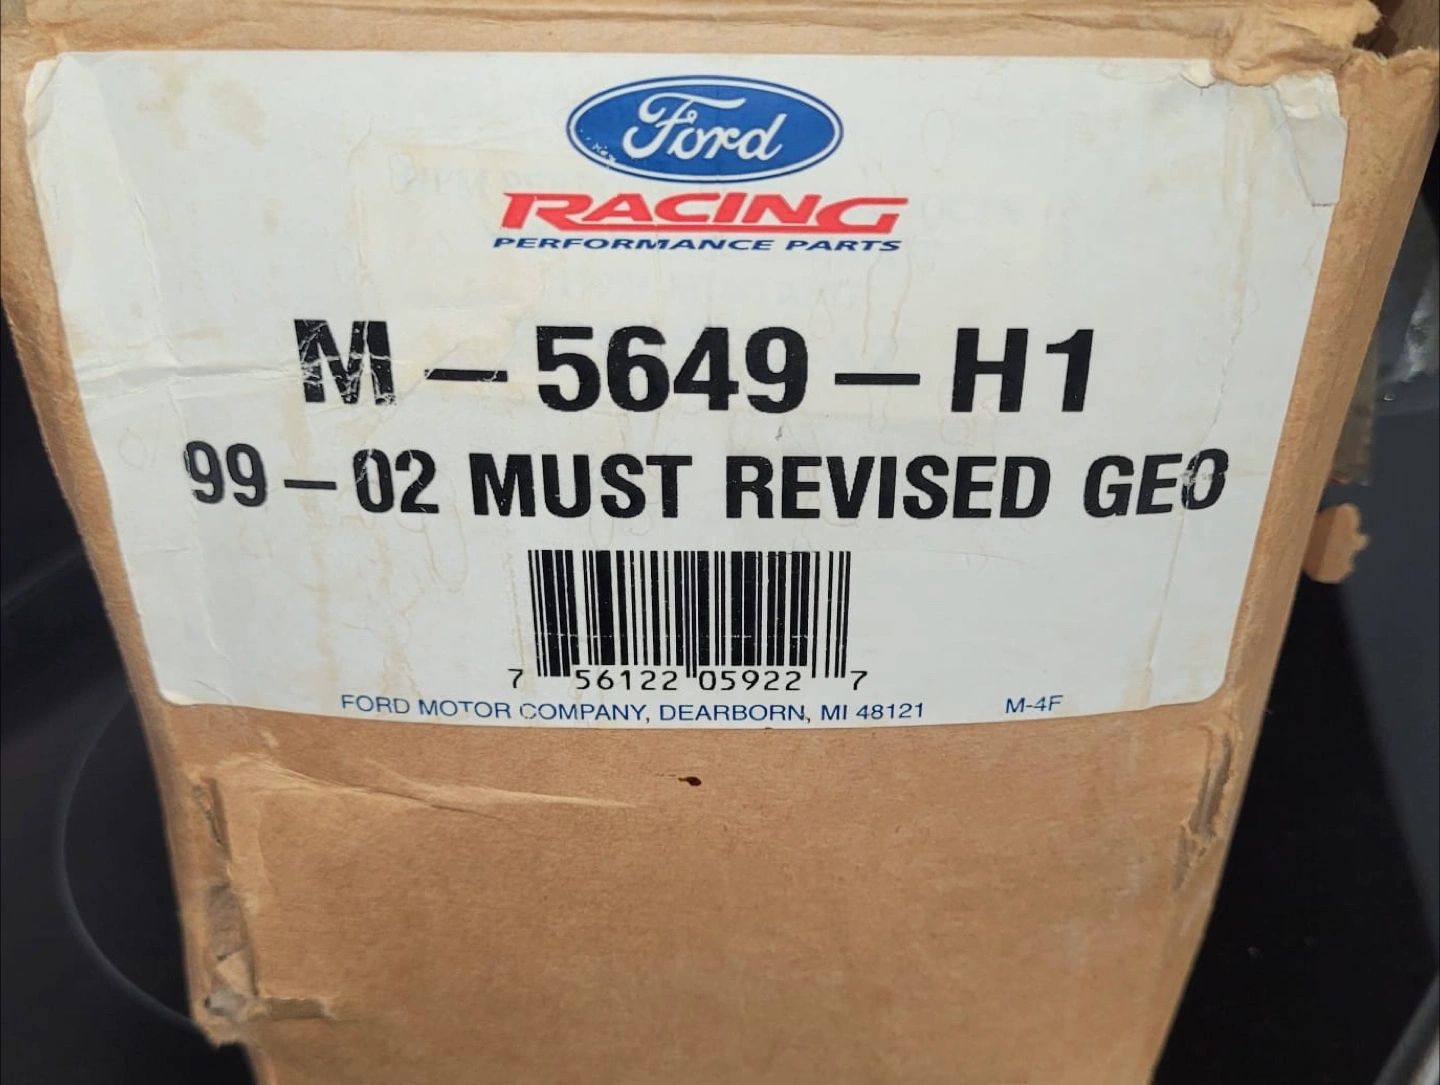 Ford
RACING
PERFORMANCE PARTS
M-5649-H1
99-02 MUST REVISED GEO
7 56122 05922 7
FORD MOTOR COMPANY, DEARBORN, MI 48121 M-4F